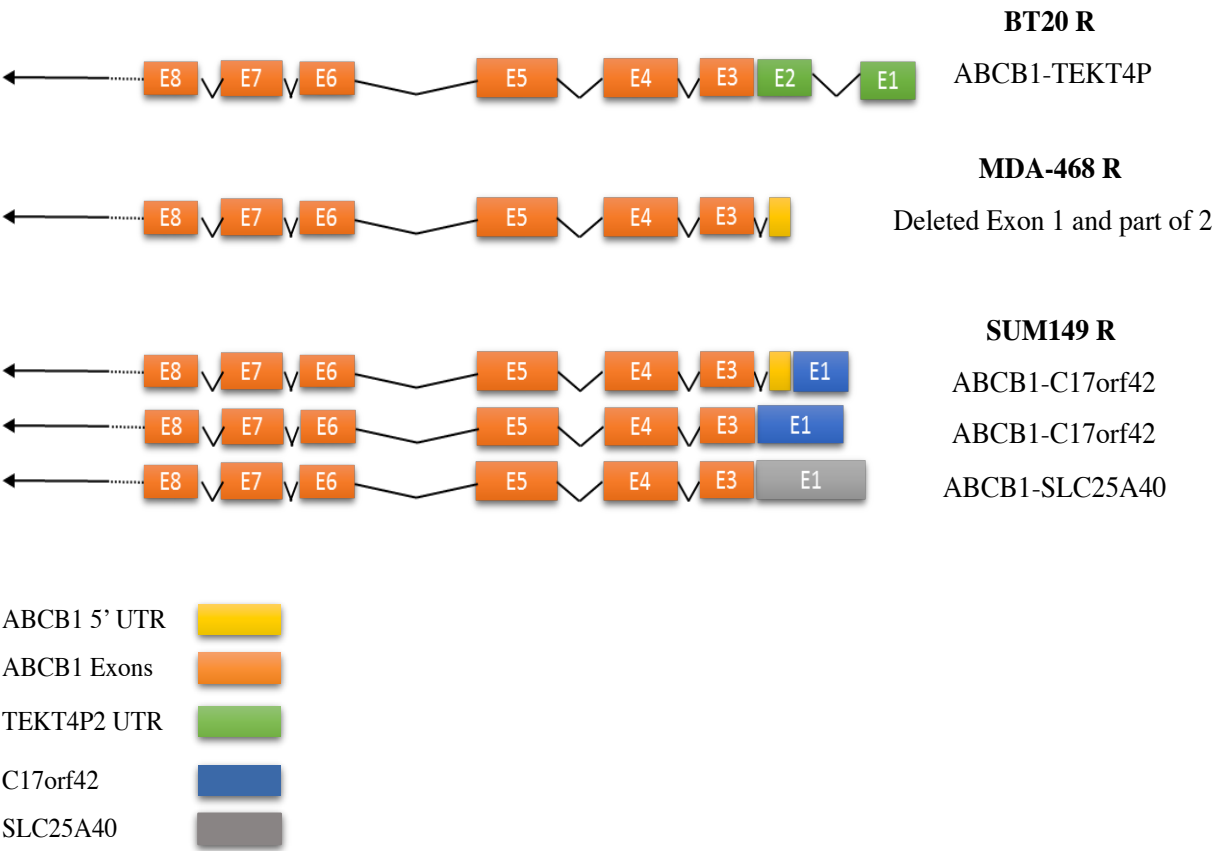 BT20 R
E8 E7 E6 E5 E4 E3 E2 E1 ABCB1-TEKT4P
MDA-468 R
E8 E7 E6 E5 E4 E3 Deleted Exon 1 and part of 2
SUM149 R
E8 E7 E6 E5 E4 E3 E1 ABCB1-C17orf42
E8 E7 E6 E5 E4 E3 E1 ABCB1-C17orf42
E8 E7 E6 E5 E4 E3 E1 ABCB1-SLC25A40
ABCB1 5’ UTR
ABCB1 Exons
TEKT4P2 UTR
C17orf42
SLC25A40